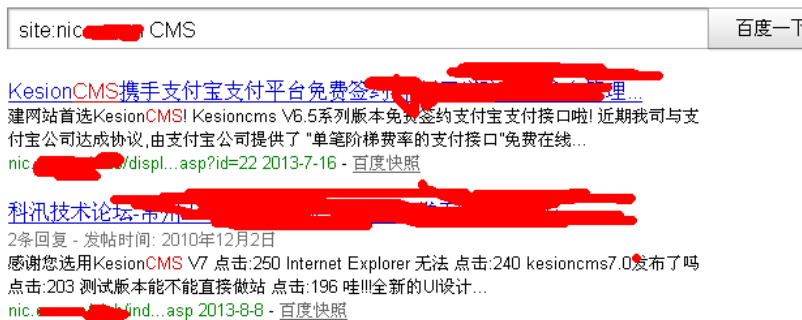 site:nic CMS 百度一下
KesionCMS携手支付宝支付平台免费签 管理...
建网站首选KesionCMS! Kesioncms V6.5系列版本免费签约支付宝支付接口啦! 近期我司与支
付宝公司达成协议,由支付宝公司提供了 "单笔阶梯费率的支付接口"免费在线...
nic. /displ...asp?id=22 2013-7-16 - 百度快照
科汛技术论坛-常州
2条回复 - 发帖时间: 2010年12月2日
感谢您选用KesionCMS V7 点击:250 Internet Explorer 无法 点击:240 kesioncms7.0发布了吗
点击:203 测试版本能不能直接做站 点击:196 哇!!!全新的UI设计...
nic. /ind...asp 2013-8-8 - 百度快照